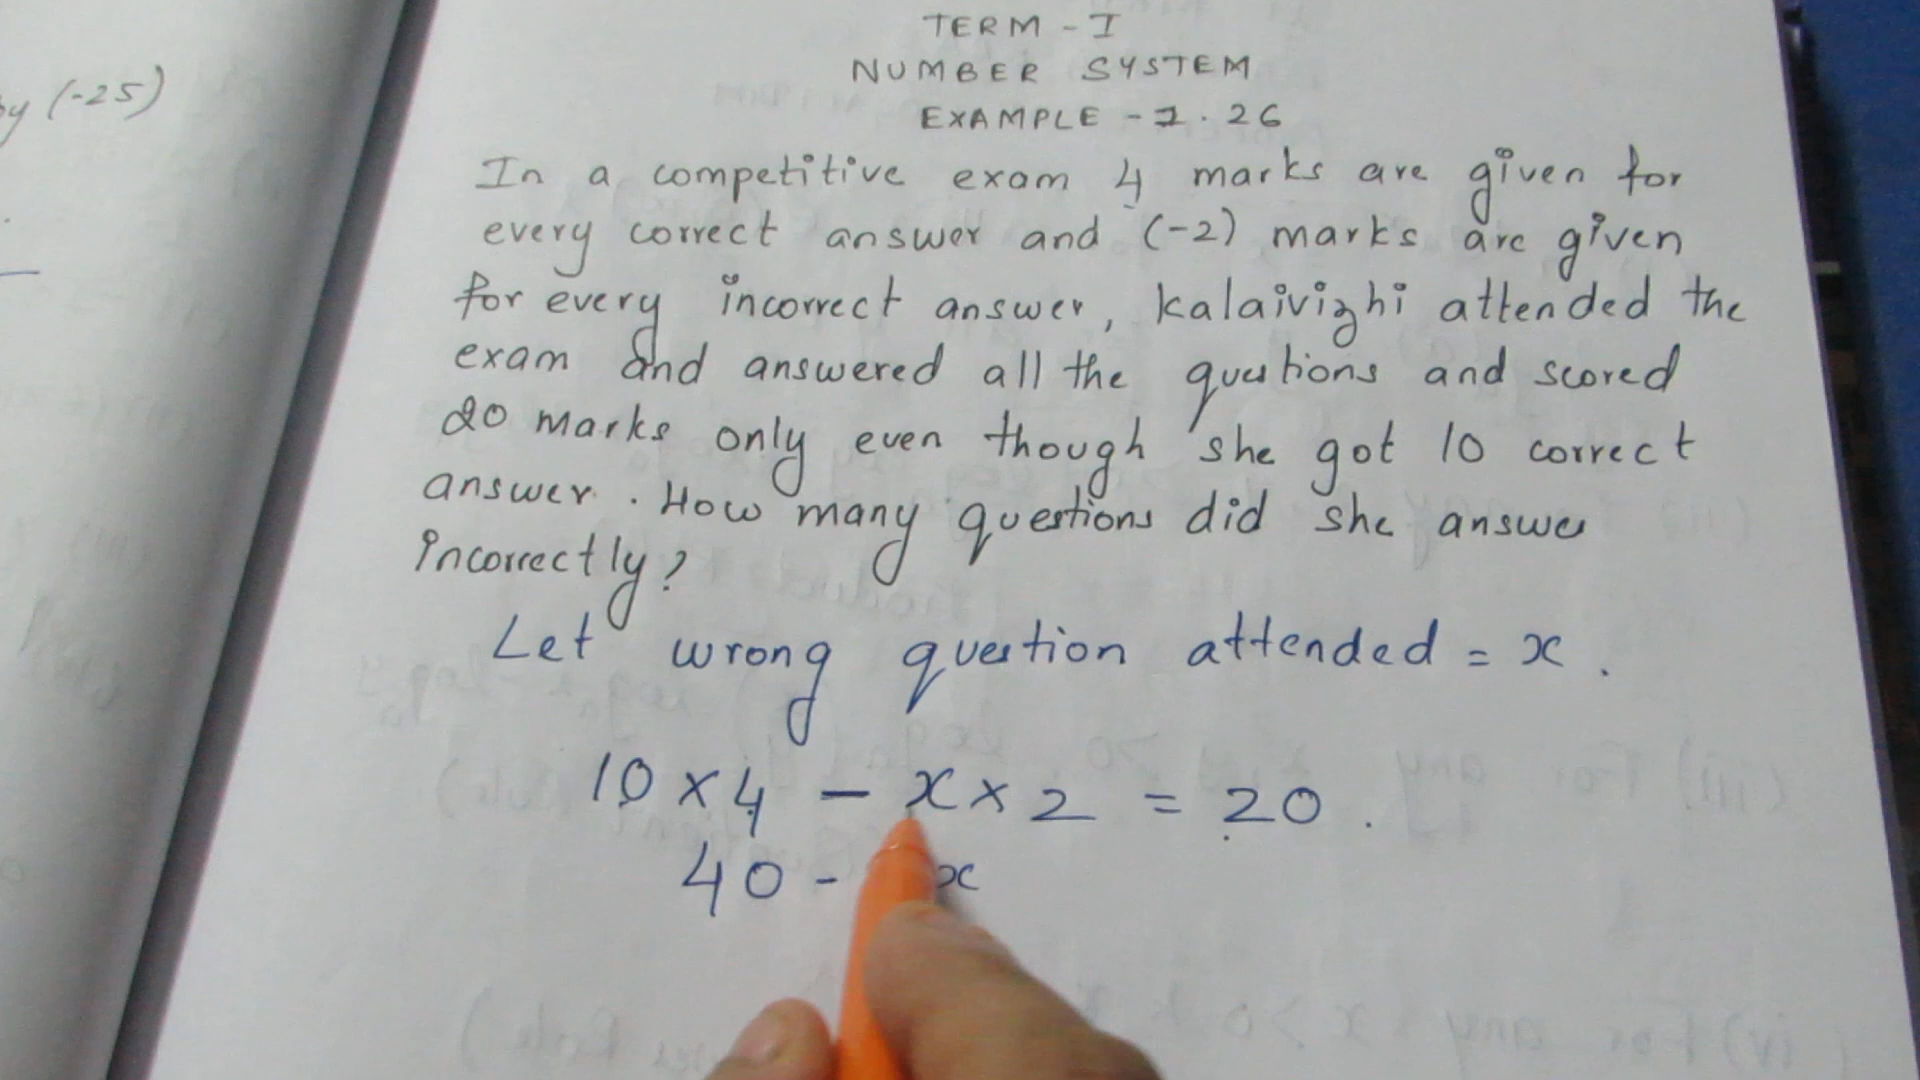 by (-25)
TERM - I
NUMBER SYSTEM
EXAMPLE - 1.26
In a competitive exam 4 marks are given for
every correct answer and (-2) marks are given
for every incorrect answer, kalaivizhi attended the
exam and answered all the questions and scored
20 marks only even though she got 10 correct
answer. How many questions did she answer
incorrectly?
Let wrong question attended = x.
10 × 4 - x × 2 = 20.
40 - x